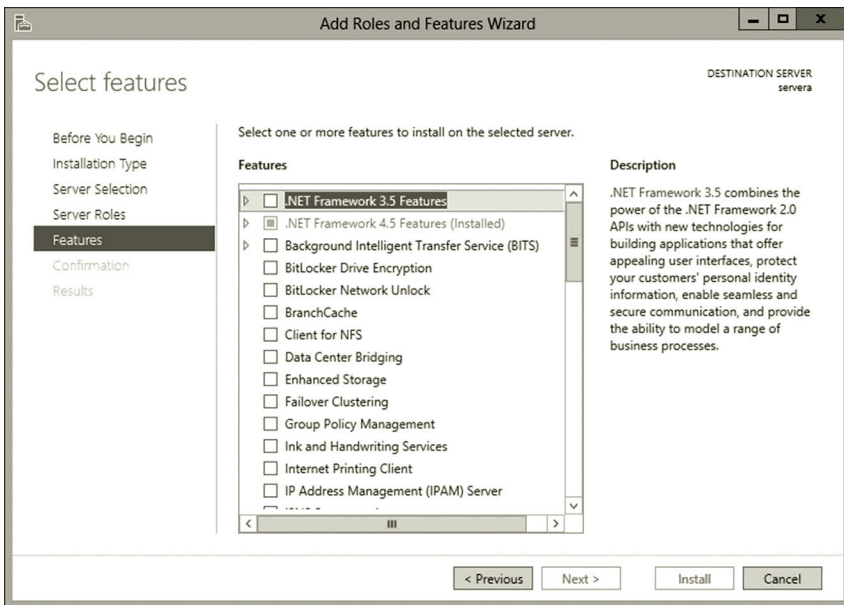 Add Roles and Features Wizard
Select features
DESTINATION SERVER
servera
Before You Begin
Installation Type
Server Selection
Server Roles
Features
Confirmation
Results
Select one or more features to install on the selected server.
Features
.NET Framework 3.5 Features
.NET Framework 4.5 Features (Installed)
Background Intelligent Transfer Service (BITS)
BitLocker Drive Encryption
BitLocker Network Unlock
BranchCache
Client for NFS
Data Center Bridging
Enhanced Storage
Failover Clustering
Group Policy Management
Ink and Handwriting Services
Internet Printing Client
IP Address Management (IPAM) Server
Description
.NET Framework 3.5 combines the
power of the .NET Framework 2.0
APIs with new technologies for
building applications that offer
appealing user interfaces, protect
your customers' personal identity
information, enable seamless and
secure communication, and provide
the ability to model a range of
business processes.
< Previous
Next >
Install
Cancel